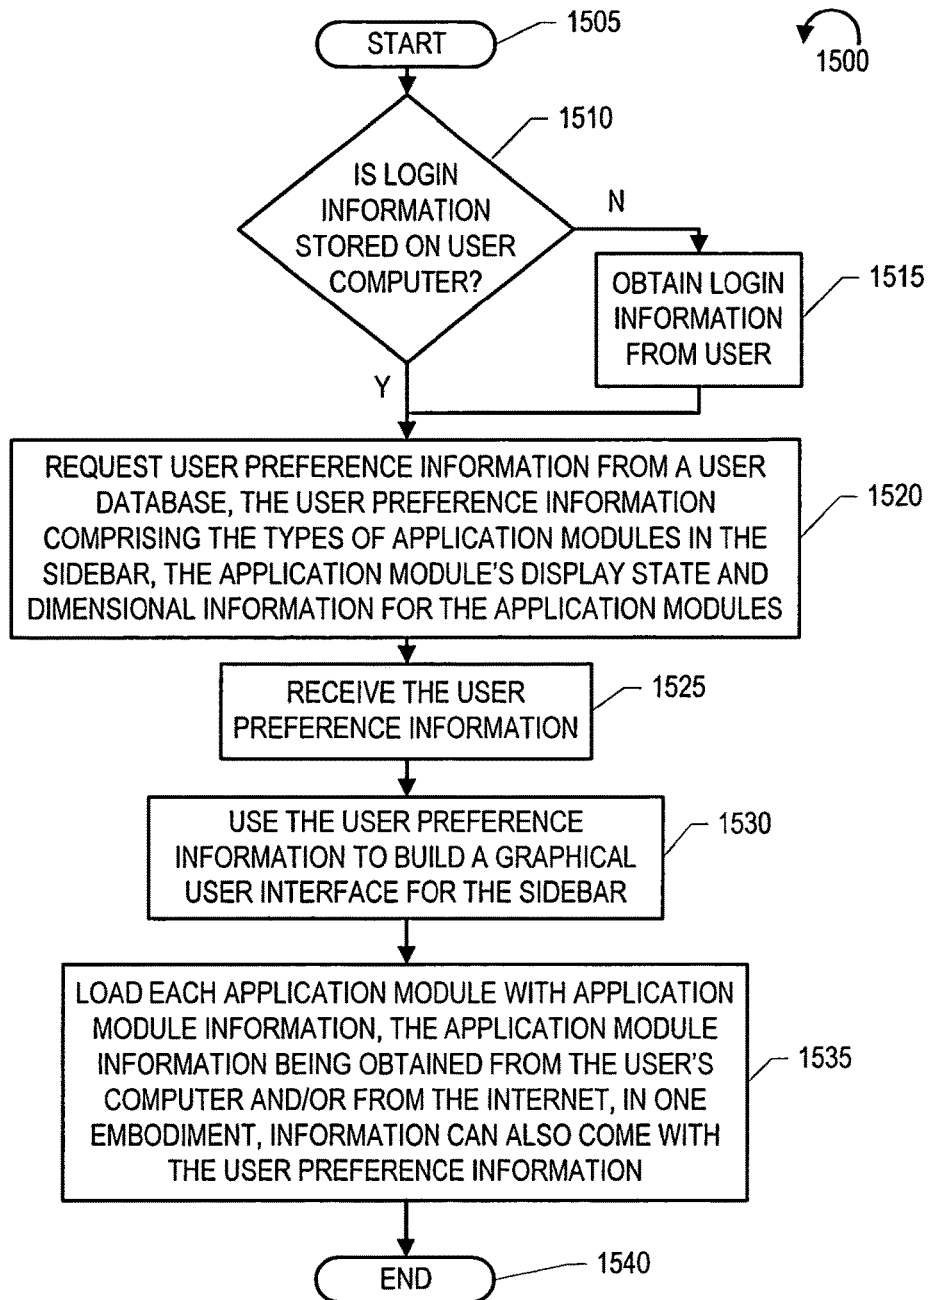 START
1505
1500
1510
IS LOGIN
INFORMATION
STORED ON USER
COMPUTER?
N
OBTAIN LOGIN
INFORMATION
FROM USER
1515
Y
REQUEST USER PREFERENCE INFORMATION FROM A USER
DATABASE, THE USER PREFERENCE INFORMATION
COMPRISING THE TYPES OF APPLICATION MODULES IN THE
SIDEBAR, THE APPLICATION MODULE'S DISPLAY STATE AND
DIMENSIONAL INFORMATION FOR THE APPLICATION MODULES
1520
RECEIVE THE USER
PREFERENCE INFORMATION
1525
USE THE USER PREFERENCE
INFORMATION TO BUILD A GRAPHICAL
USER INTERFACE FOR THE SIDEBAR
1530
LOAD EACH APPLICATION MODULE WITH APPLICATION
MODULE INFORMATION, THE APPLICATION MODULE
INFORMATION BEING OBTAINED FROM THE USER'S
COMPUTER AND/OR FROM THE INTERNET, IN ONE
EMBODIMENT, INFORMATION CAN ALSO COME WITH
THE USER PREFERENCE INFORMATION
1535
END
1540